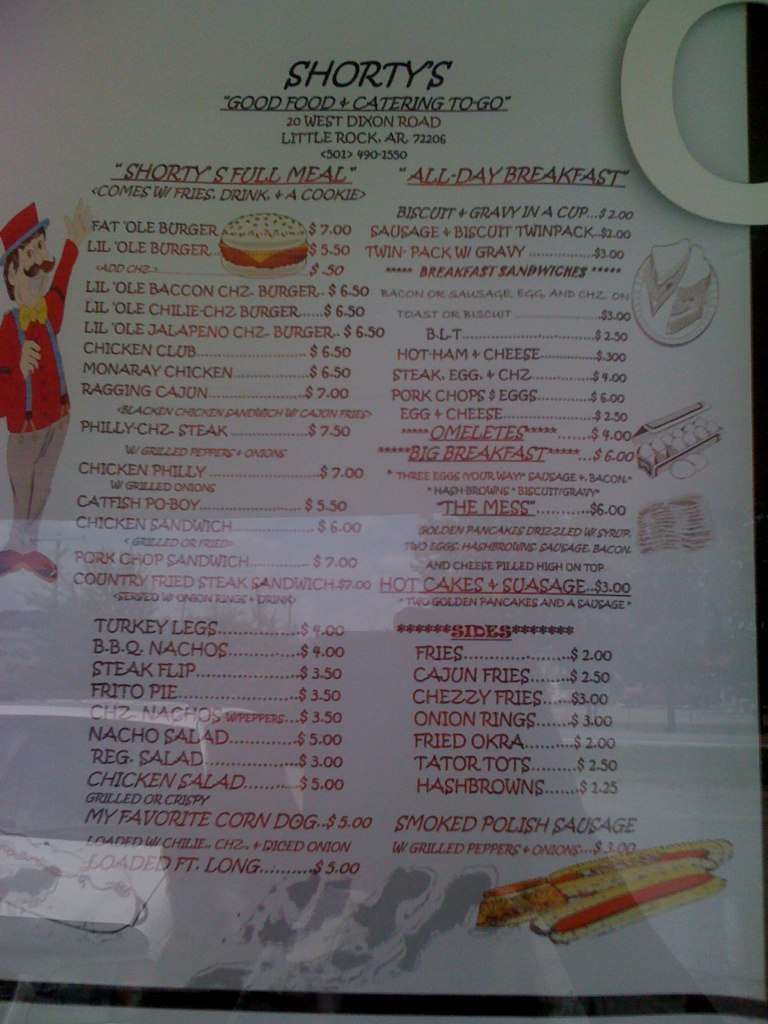 SHORTY'S
"GOOD FOOD & CATERING TO-GO"
20 WEST DIXON ROAD
LITTLE ROCK, AR, 72206
<501> 490-1550
"SHORTY'S FULL MEAL"
<COMES W/ FRIES, DRINK, & A COOKIE>
FAT 'OLE BURGER $ 7.00
LIL 'OLE BURGER $ 5.50
<ADD CHZ> $ .50
LIL 'OLE BACCON CHZ- BURGER.. $ 6.50
LIL 'OLE CHILIE-CHZ BURGER......$ 6.50
LIL 'OLE JALAPENO CHZ- BURGER.. $ 6.50
CHICKEN CLUB........................ $ 6.50
MONARAY CHICKEN................$ 6.50
RAGGING CAJUN......................$ 7.00
<BLACKEN CHICKEN SANDWICH W/ CAJUN FRIES>
PHILLY-CHZ- STEAK................$ 7.50
W/ GRILLED PEPPERS & ONIONS
CHICKEN PHILLY......................$ 7.00
W/ GRILLED ONIONS
CATFISH PO-BOY......................$ 5.50
CHICKEN SANDWICH.................$ 6.00
< GRILLED OR FRIED>
PORK CHOP SANDWICH.............$ 7.00
COUNTRY FRIED STEAK SANDWICH.$7.00
<SERVED W/ ONION RINGS & DRINK>
TURKEY LEGS..............$ 4.00
B-B-Q- NACHOS............$ 4.00
STEAK FLIP..................$ 3.50
FRITO PIE.....................$ 3.50
CHZ- NACHOS W/PEPPERS...$ 3.50
NACHO SALAD............$ 5.00
REG- SALAD................$ 3.00
CHICKEN SALAD..........$ 5.00
GRILLED OR CRISPY
MY FAVORITE CORN DOG..$ 5.00
LOADED W/ CHILIE, CHZ-, & DICED ONION
LOADED FT. LONG..........$ 5.00
"ALL-DAY BREAKFAST"
BISCUIT & GRAVY IN A CUP...$ 2.00
SAUSAGE & BISCUIT TWINPACK..$2.00
TWIN- PACK W/ GRAVY ............$3.00
***** BREAKFAST SANDWICHES *****
BACON OR SAUSAGE, EGG, AND CHZ- ON
TOAST OR BISCUIT ......................$3.00
B-L-T............................$ 2.50
HOT-HAM & CHEESE..............$.300
STEAK, EGG, & CHZ...............$ 4.00
PORK CHOPS $ EGGS..............$ 6.00
EGG & CHEESE.....................$ 2.50
*****OMELETES*****......$ 4.00
*****BIG BREAKFAST*****...$ 6.00
* THREE EGGS (YOUR WAY)* SAUSAGE &, BACON,*
* HASH-BROWNS * BISCUIT/GRAVY*
"THE MESS"..........$6.00
GOLDEN PANCAKES DRIZZLED W/ SYRUP,
TWO EGGS, HASHBROWNS, SAUSAGE, BACON,
AND CHEESE PILLED HIGH ON TOP
HOT CAKES & SUASAGE..$3.00
* TWO GOLDEN PANCAKES AND A SAUSAGE *
******SIDES*******
FRIES......................$ 2.00
CAJUN FRIES.........$ 2.50
CHEZZY FRIES......$3.00
ONION RINGS.......$ 3.00
FRIED OKRA..........$ 2.00
TATOR TOTS.........$ 2.50
HASHBROWNS.......$ 2.25
SMOKED POLISH SAUSAGE
W/ GRILLED PEPPERS & ONIONS...$ 3.00